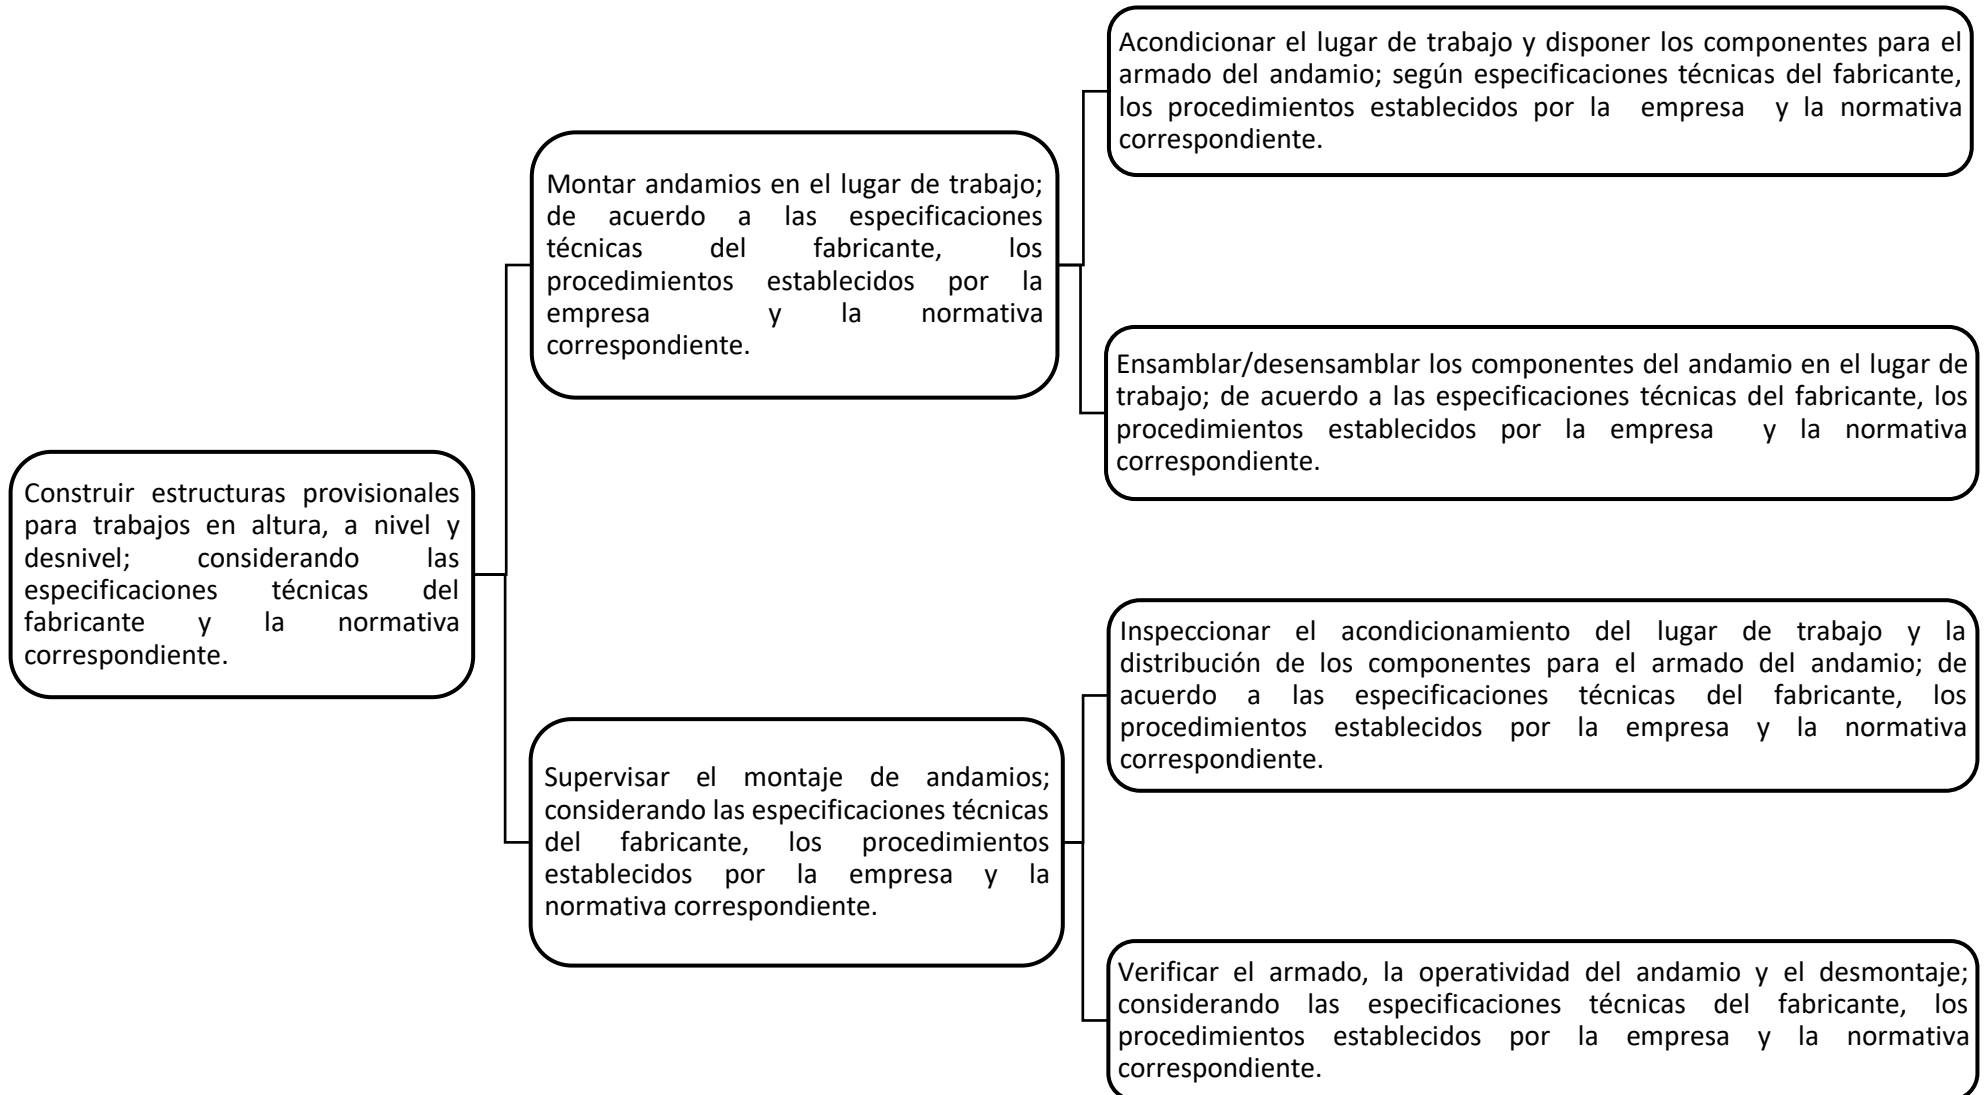 Construir estructuras provisionales
para trabajos en altura, a nivel y
desnivel; considerando las
especificaciones técnicas del
fabricante y la normativa
correspondiente.
Montar andamios en el lugar de trabajo;
de acuerdo a las especificaciones
técnicas del fabricante, los
procedimientos establecidos por la
empresa y la normativa
correspondiente.
Acondicionar el lugar de trabajo y disponer los componentes para el
armado del andamio; según especificaciones técnicas del fabricante,
los procedimientos establecidos por la empresa y la normativa
correspondiente.
Ensamblar/desensamblar los componentes del andamio en el lugar de
trabajo; de acuerdo a las especificaciones técnicas del fabricante, los
procedimientos establecidos por la empresa y la normativa
correspondiente.
Supervisar el montaje de andamios;
considerando las especificaciones técnicas
del fabricante, los procedimientos
establecidos por la empresa y la
normativa correspondiente.
Inspeccionar el acondicionamiento del lugar de trabajo y la
distribución de los componentes para el armado del andamio; de
acuerdo a las especificaciones técnicas del fabricante, los
procedimientos establecidos por la empresa y la normativa
correspondiente.
Verificar el armado, la operatividad del andamio y el desmontaje;
considerando las especificaciones técnicas del fabricante, los
procedimientos establecidos por la empresa y la normativa
correspondiente.